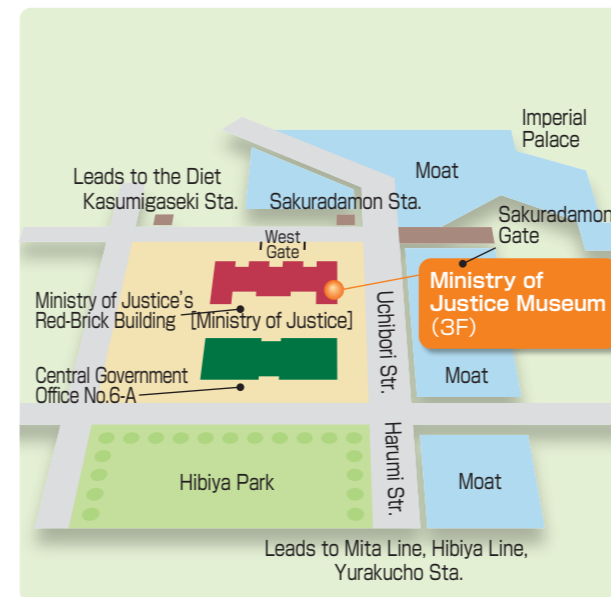 Imperial
Palace
Moat
Leads to the Diet
Kasumigaseki Sta.
Sakuradamon Sta.
Sakuradamon
Gate
West
Gate
Ministry of
Justice Museum
(3F)
Ministry of Justice's
Red-Brick Building
[Ministry of Justice]
Uchibori Str.
Central Government
Office No.6-A
Moat
Harumi Str.
Hibiya Park
Moat
Leads to Mita Line, Hibiya Line,
Yurakucho Sta.